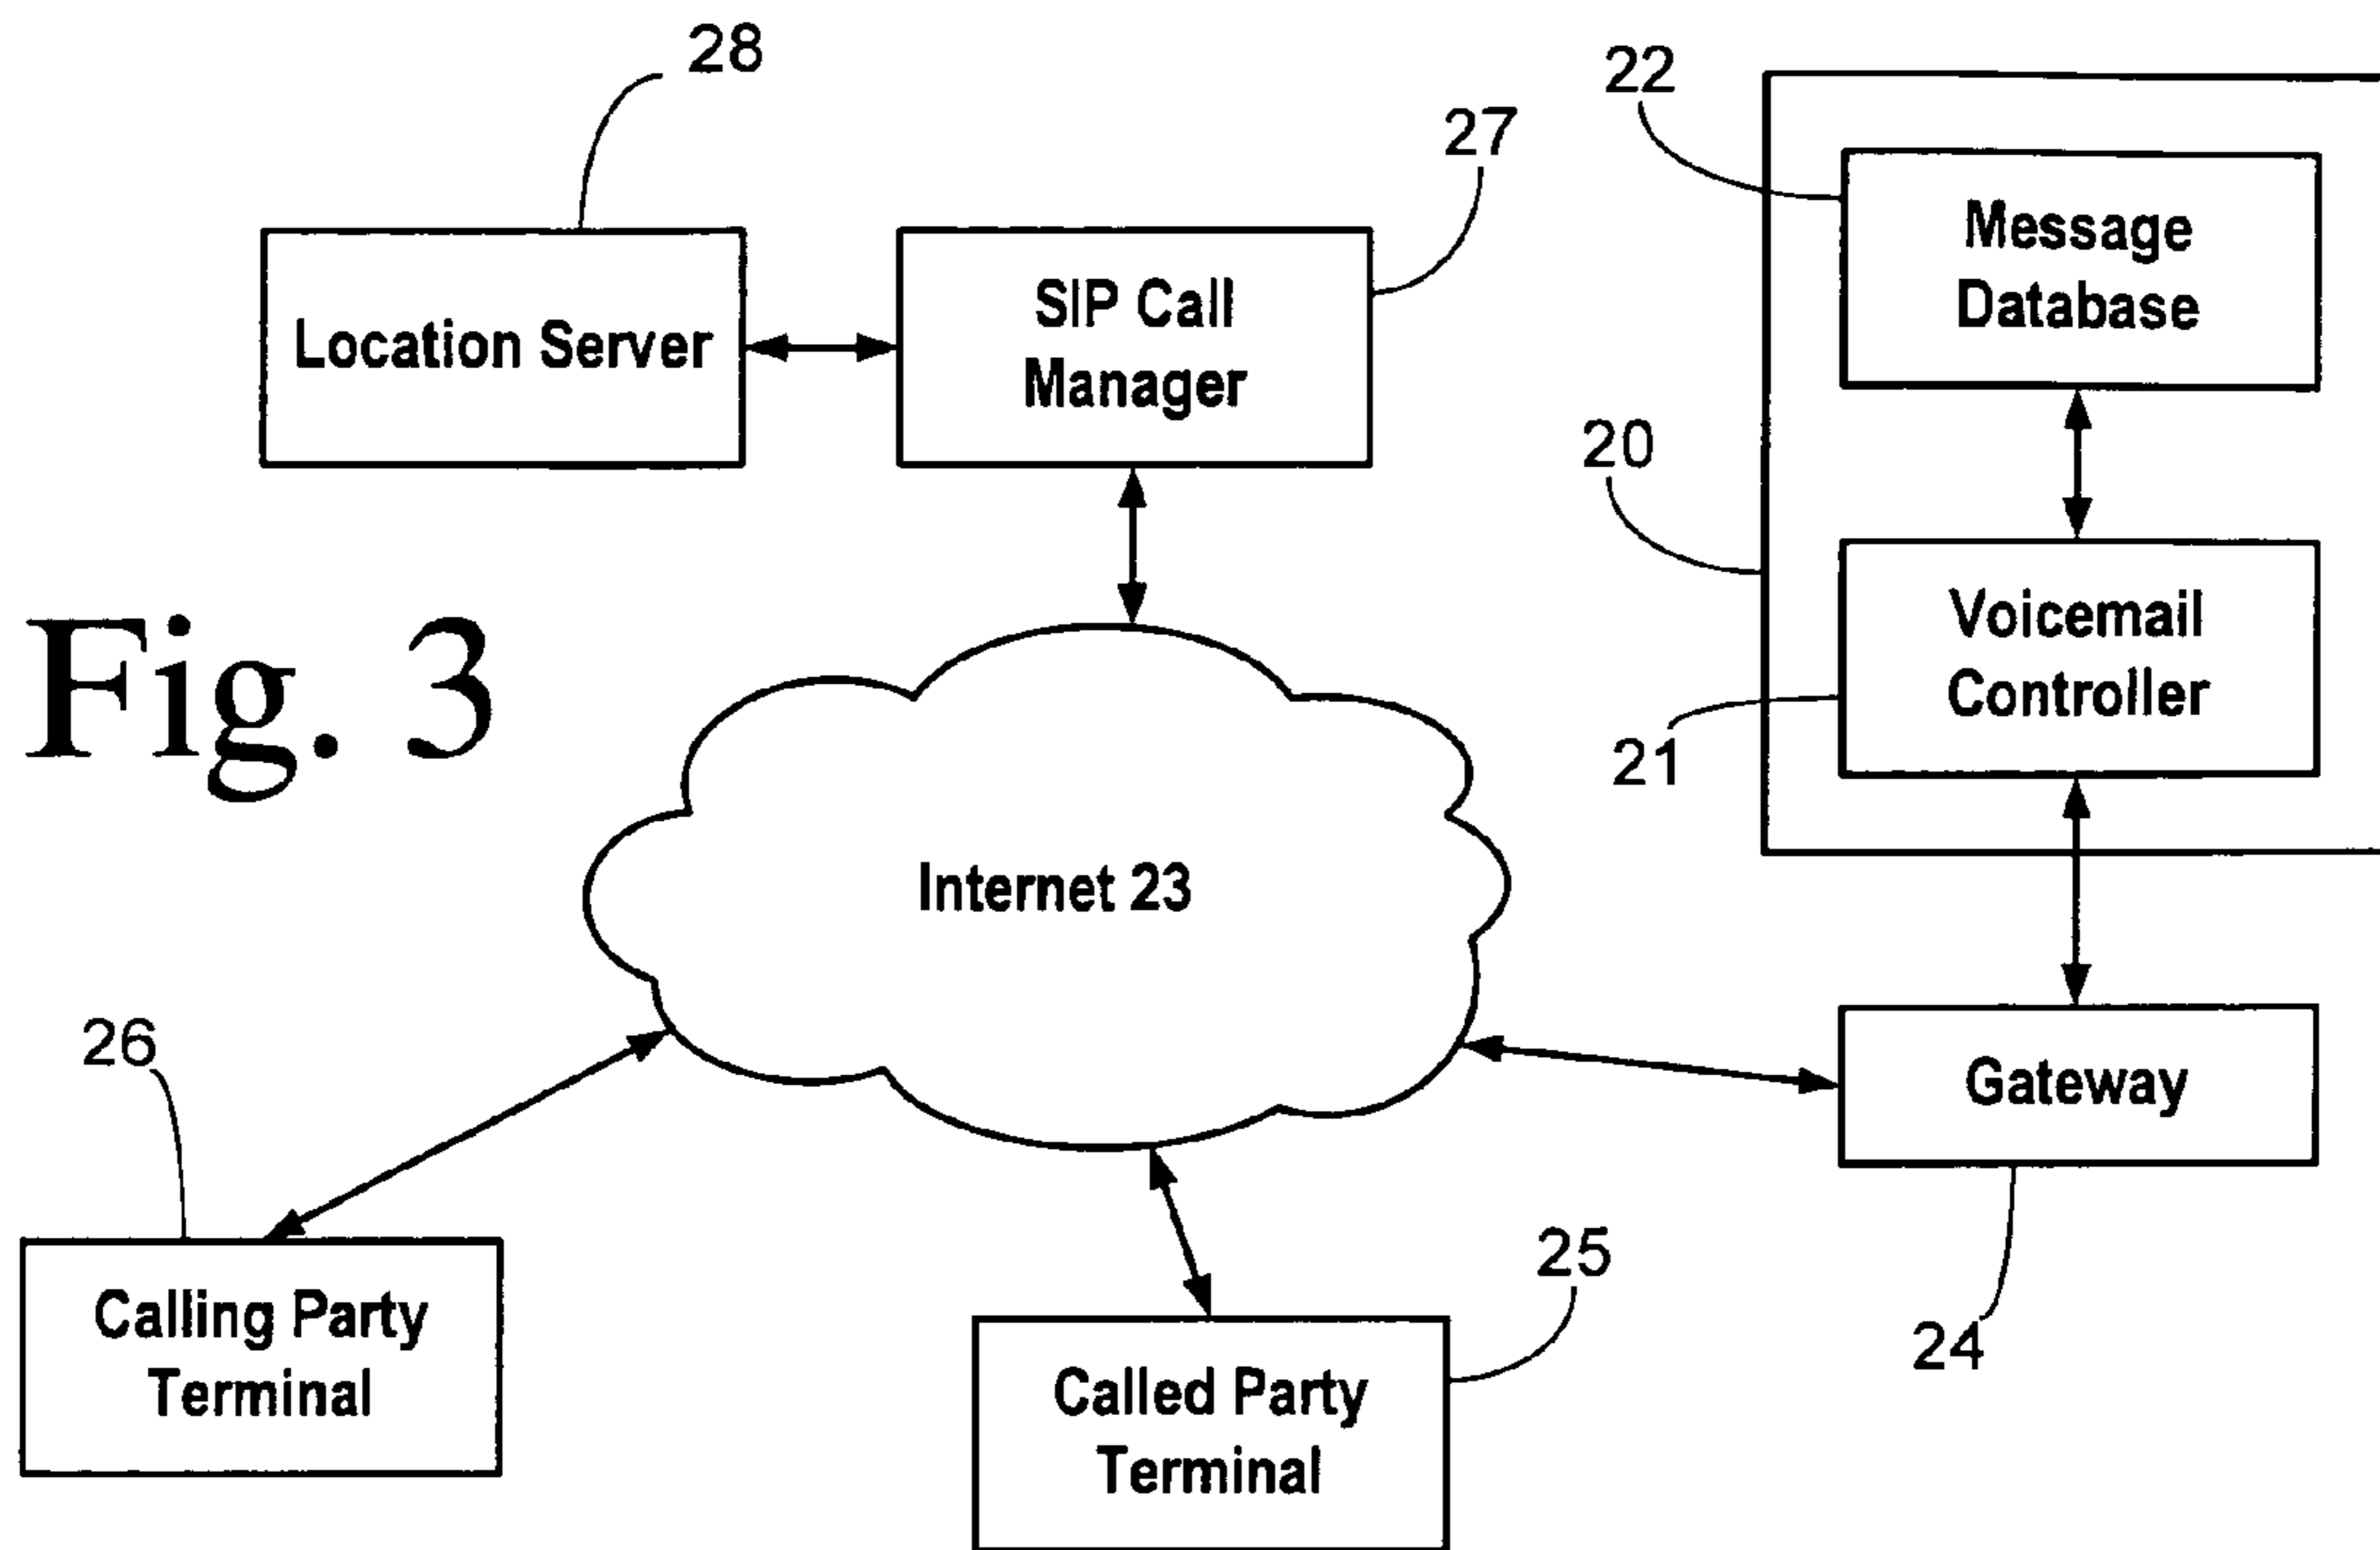 28
22
27
Message
Database
SIP Call
Manager
Location Server
20
Voicemail
Controller
21
Fig. 3
Internet 23
26
Gateway
25
24
Calling Party
Terminal
Called Party
Terminal